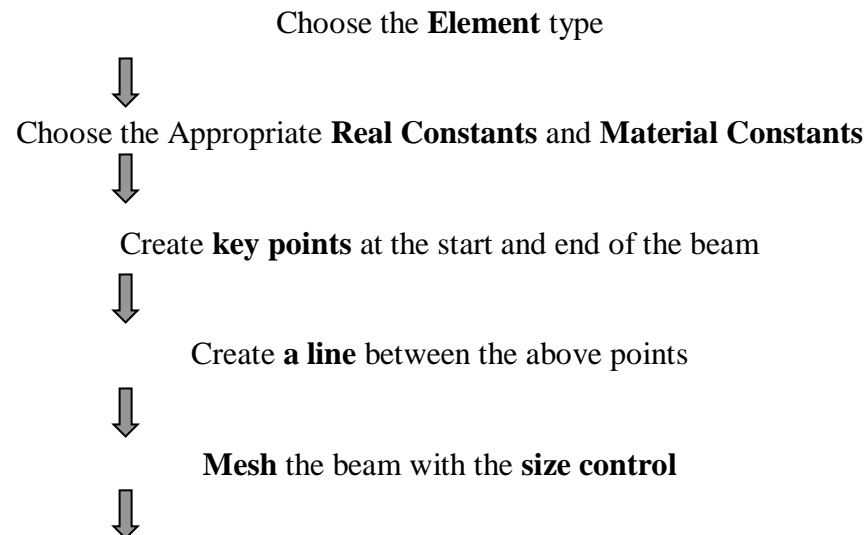 Choose the Element type
Choose the Appropriate Real Constants and Material Constants
Create key points at the start and end of the beam
Create a line between the above points
Mesh the beam with the size control